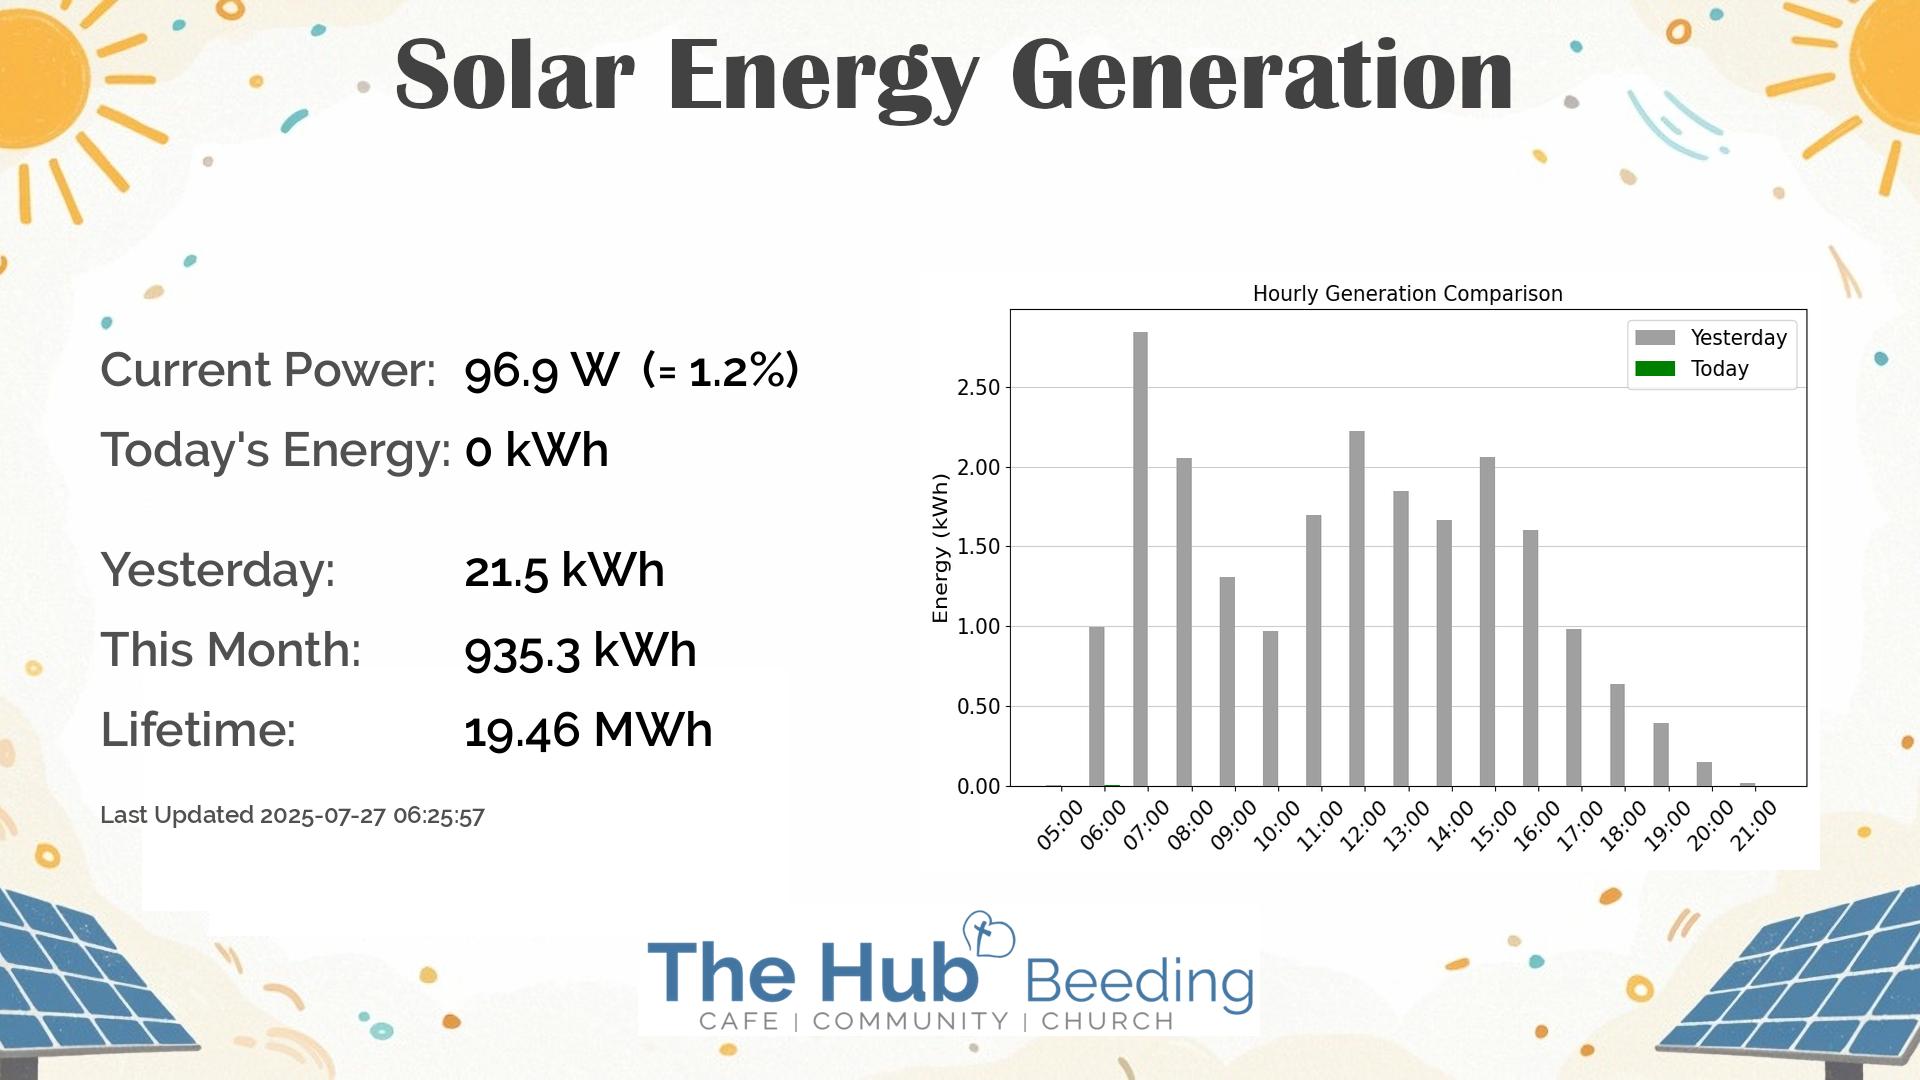 Solar Energy Generation
Current Power: 96.9 W (= 1.2%)
Today's Energy: 0 kWh
Yesterday: 21.5 kWh
This Month: 935.3 kWh
Lifetime: 19.46 MWh
Last Updated 2025-07-27 06:25:57
Hourly Generation Comparison
Yesterday
Today
Energy (kWh)
2.50
2.00
1.50
1.00
0.50
0.00
05:00 06:00 07:00 08:00 09:00 10:00 11:00 12:00 13:00 14:00 15:00 16:00 17:00 18:00 19:00 20:00 21:00
The Hub Beeding
CAFE | COMMUNITY | CHURCH